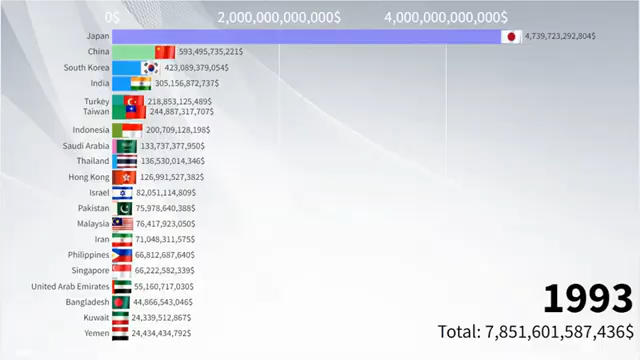 0$ 2,000,000,000,000$ 4,000,000,000,000$
Japan 4,739,723,292,804$
China 593,495,735,221$
South Korea 423,089,379,054$
India 305,156,872,737$
Turkey 218,853,125,489$
Taiwan 244,887,317,707$
Indonesia 200,709,128,198$
Saudi Arabia 133,737,377,950$
Thailand 136,530,014,346$
Hong Kong 126,991,527,382$
Israel 82,051,114,809$
Pakistan 75,978,640,388$
Malaysia 76,417,923,050$
Iran 71,048,311,575$
Philippines 66,812,687,640$
Singapore 66,222,582,339$
United Arab Emirates 55,160,717,030$
Bangladesh 44,866,543,046$
Kuwait 24,339,512,867$
Yemen 24,434,434,792$
1993
Total: 7,851,601,587,436$